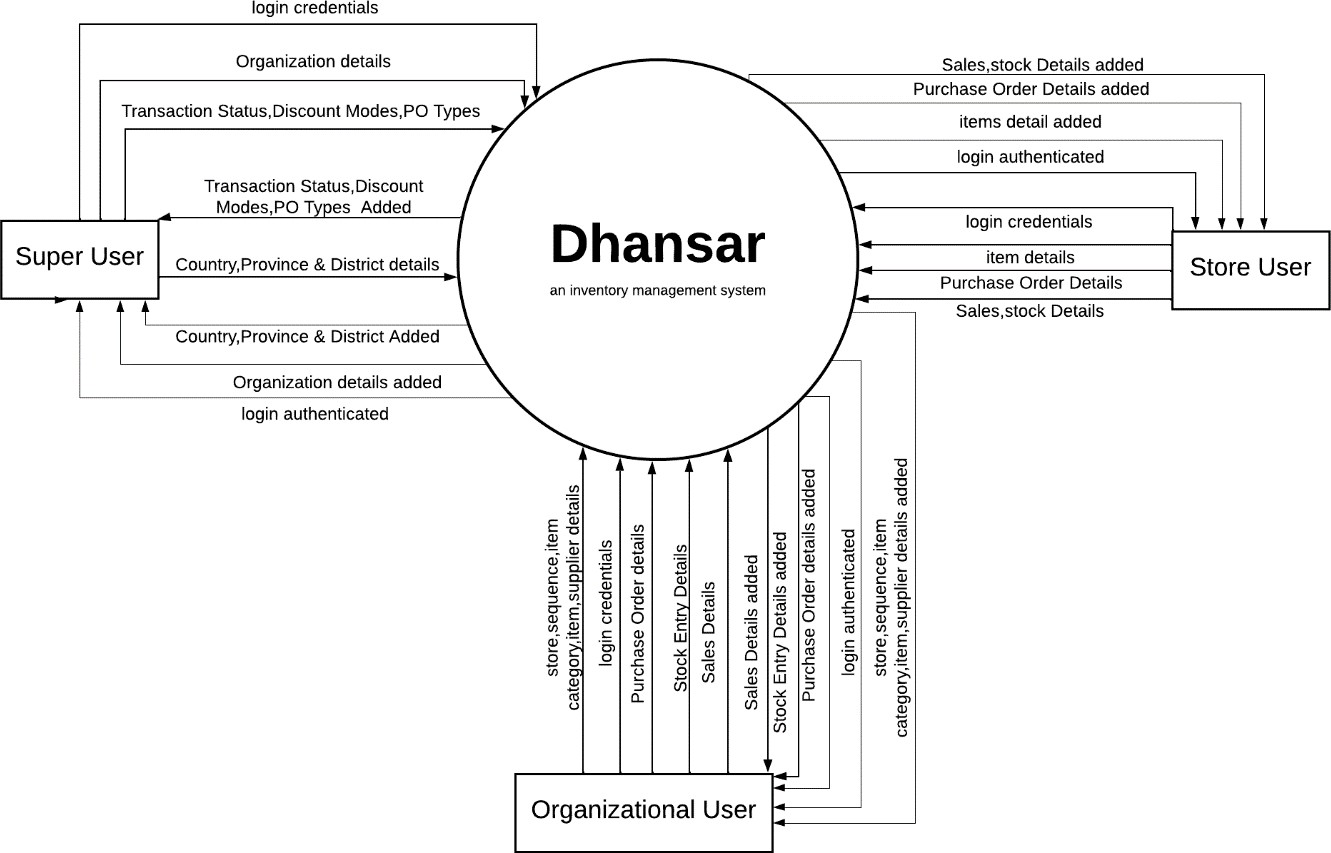 login credentials
Organization details
Transaction Status,Discount Modes,PO Types
Transaction Status,Discount
Modes,PO Types Added
Super User
Country,Province & District details
Country,Province & District Added
Organization details added
login authenticated
Dhansar
an inventory management system
Sales,stock Details added
Purchase Order Details added
items detail added
login authenticated
login credentials
item details
Purchase Order Details
Sales,stock Details
Store User
store,sequence,item
category,item,supplier details
login credentials
Purchase Order details
Stock Entry Details
Sales Details
Sales Details added
Stock Entry Details added
Purchase Order details added
login authenticated
store,sequence,item
category,item,supplier details added
Organizational User